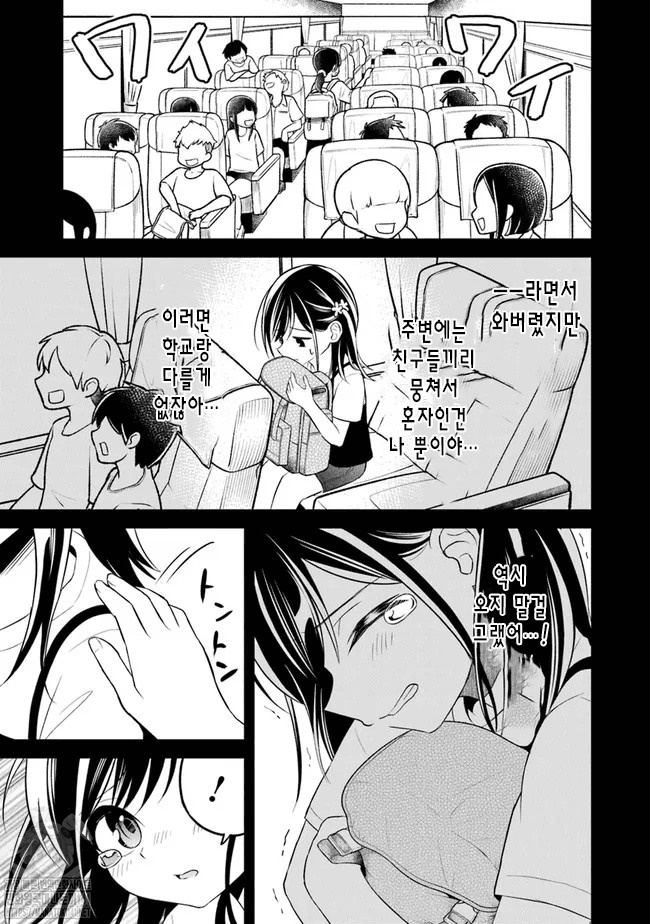 ワイ
ワイ
――라면서
와버렸지만
주변에는
친구들끼리
뭉쳐서
혼자인건
나 뿐이야…
이러면
학교랑
다를게
없잖아…
역시
오지 말걸
그랬어…!
トントン
!